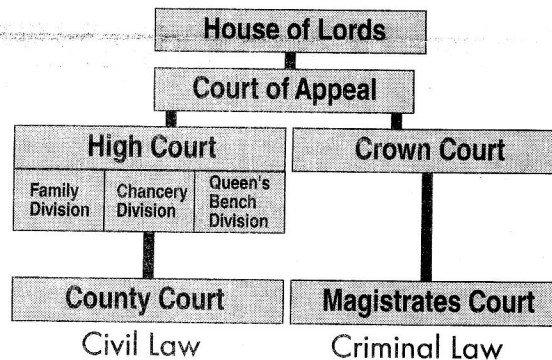 House of Lords
Court of Appeal
High Court
Crown Court
Family
Division
Chancery
Division
Queen's
Bench
Division
County Court
Magistrates Court
Civil Law
Criminal Law